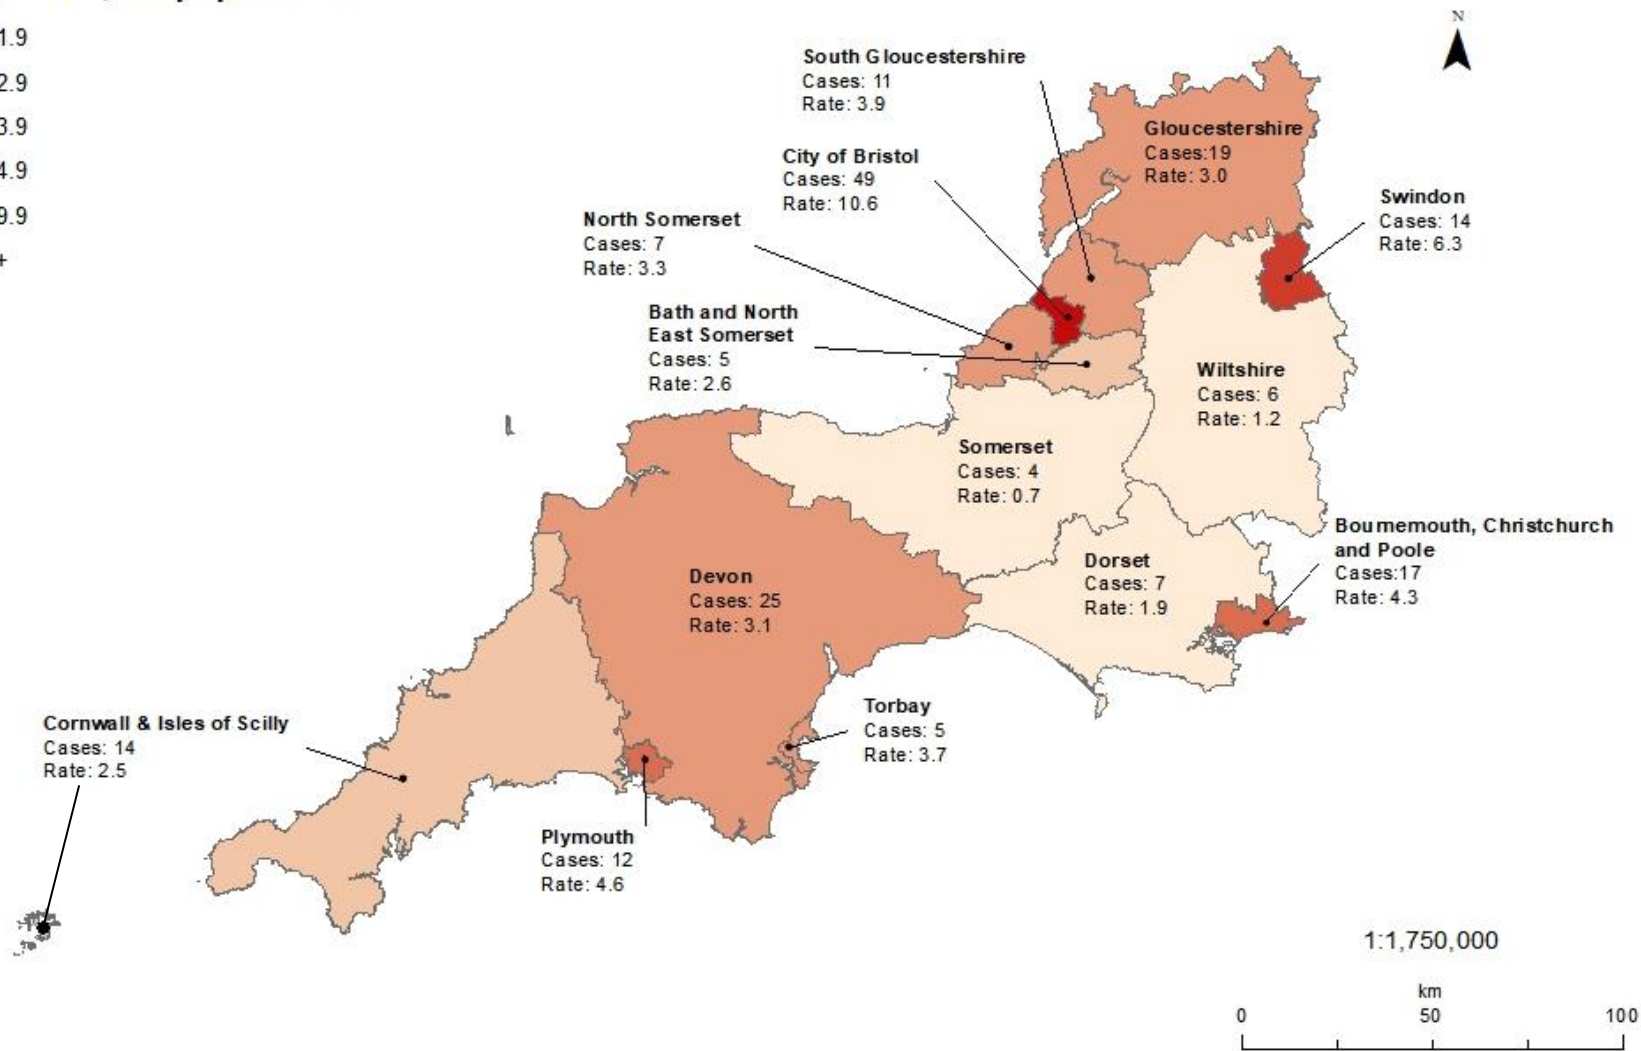 1.9
2.9
3.9
4.9
9.9
+
N
South Gloucestershire
Cases: 11
Rate: 3.9
Gloucestershire
Cases:19
Rate: 3.0
City of Bristol
Cases: 49
Rate: 10.6
Swindon
Cases: 14
Rate: 6.3
North Somerset
Cases: 7
Rate: 3.3
Bath and North
East Somerset
Cases: 5
Rate: 2.6
Wiltshire
Cases: 6
Rate: 1.2
Somerset
Cases: 4
Rate: 0.7
Bournemouth, Christchurch
and Poole
Cases:17
Rate: 4.3
Dorset
Cases: 7
Rate: 1.9
Devon
Cases: 25
Rate: 3.1
Torbay
Cases: 5
Rate: 3.7
Cornwall & Isles of Scilly
Cases: 14
Rate: 2.5
Plymouth
Cases: 12
Rate: 4.6
1:1,750,000
km
0 50 100